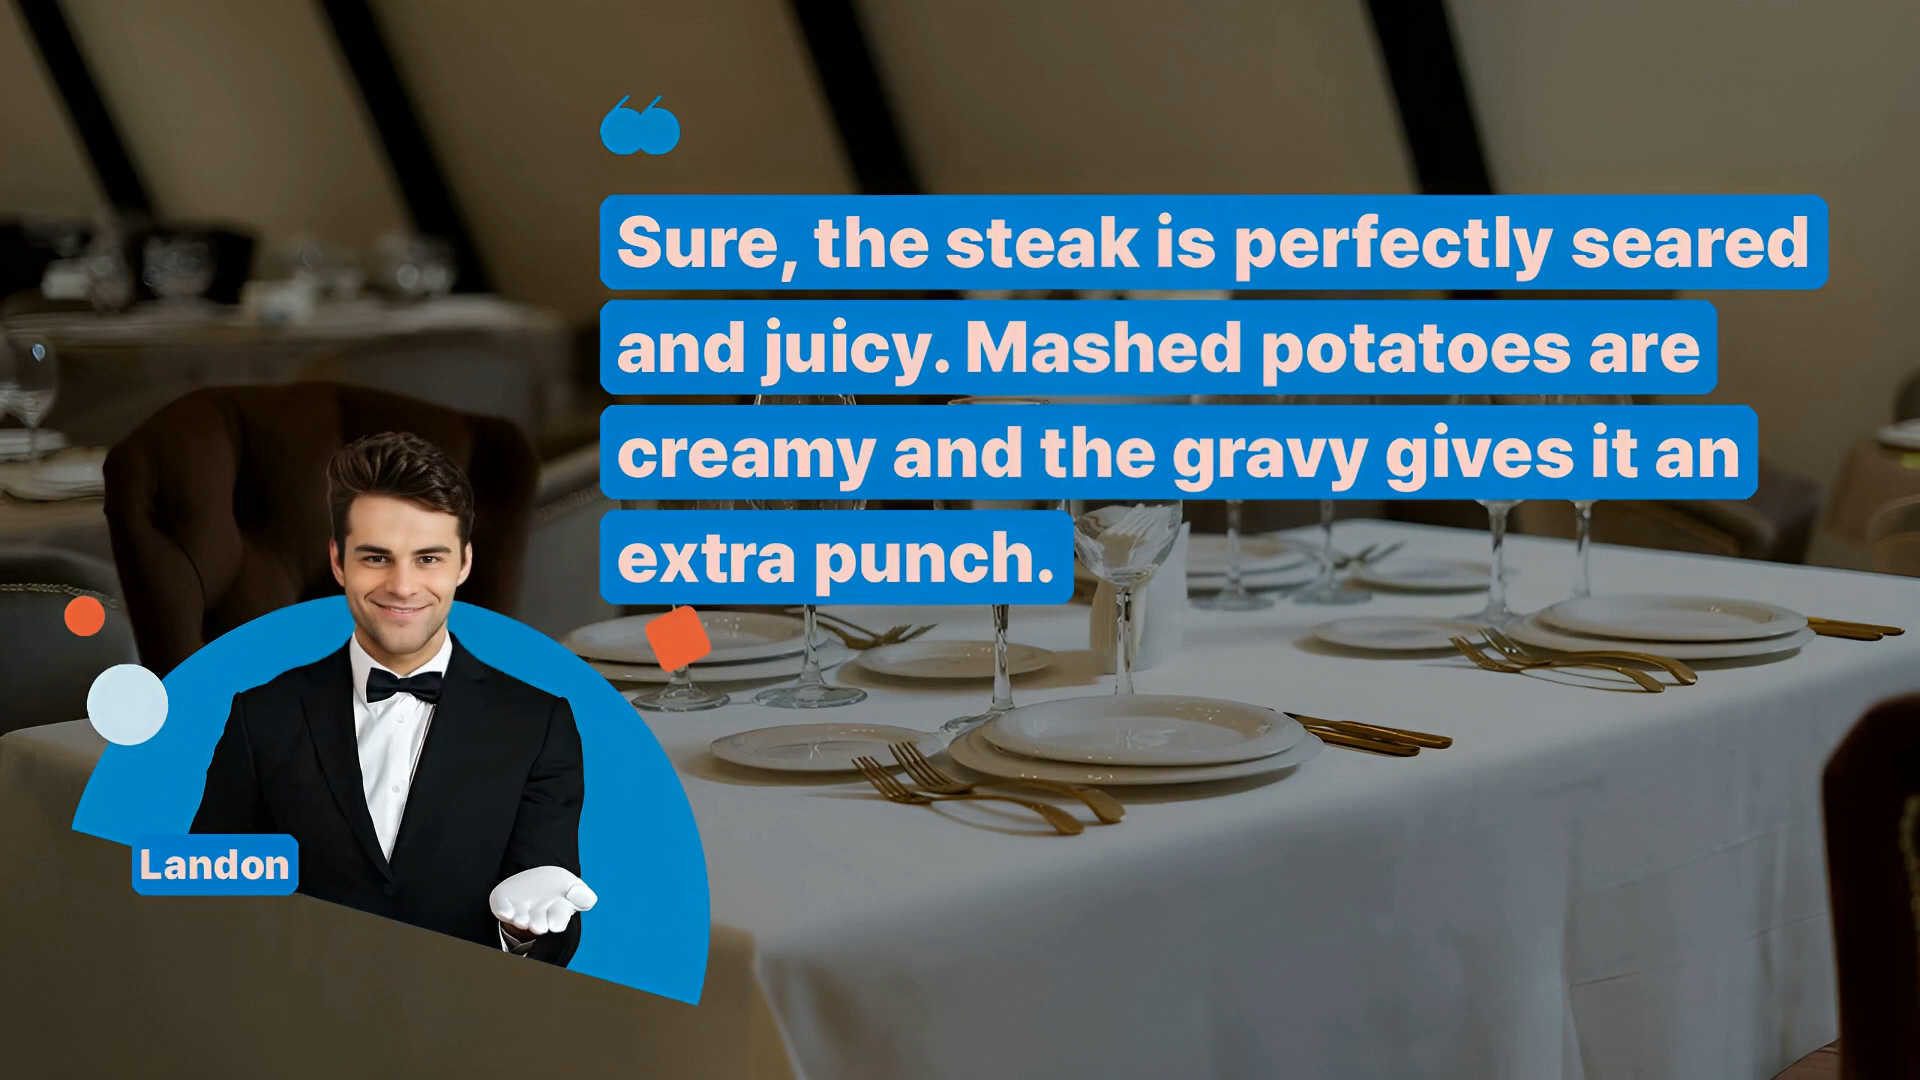 Sure, the steak is perfectly seared
and juicy. Mashed potatoes are
creamy and the gravy gives it an
extra punch.
Landon